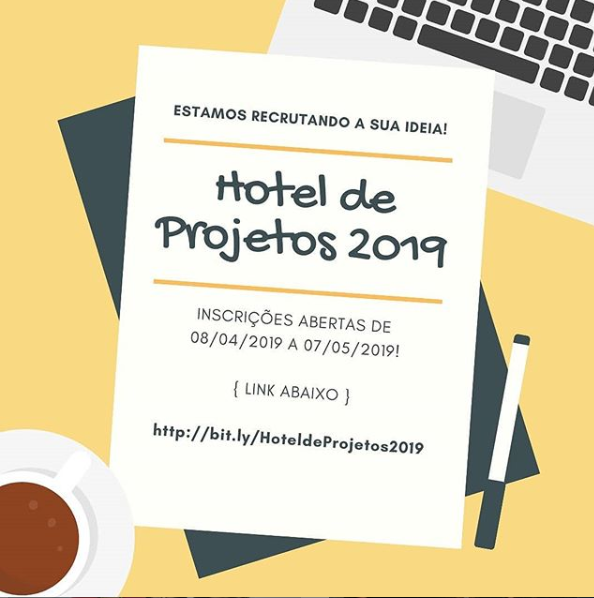 ESTAMOS RECRUTANDO A SUA IDEIA!
Hotel de
Projetos 2019
INSCRIÇÕES ABERTAS DE
08/04/2019 A 07/05/2019!
{ LINK ABAIXO }
http://bit.ly/HoteldeProjetos2019